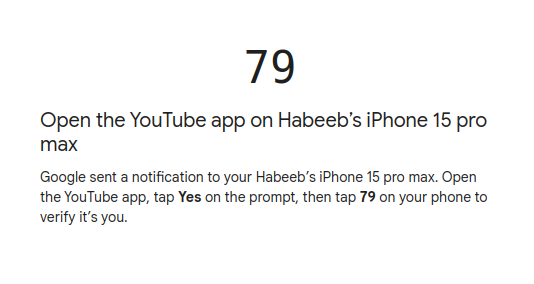 79
Open the YouTube app on Habeeb’s iPhone 15 pro
max
Google sent a notification to your Habeeb’s iPhone 15 pro max. Open
the YouTube app, tap Yes on the prompt, then tap 79 on your phone to
verify it’s you.